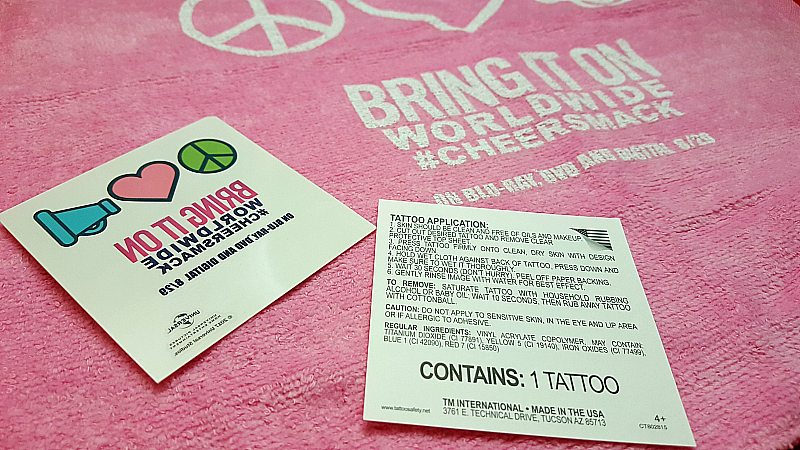 BRING IT ON
WORLDWIDE
#CHEERSMACK
ON BLU-RAY, DVD AND DIGITAL 8/29
BRING IT ON
WORLDWIDE
#CHEERSMACK
ON BLU-RAY, DVD AND DIGITAL 8/29
UNIVERSAL
TATTOO APPLICATION:
1. SKIN SHOULD BE CLEAN AND FREE OF OILS AND MAKEUP.
2. CUT OUT DESIRED TATTOO AND REMOVE CLEAR
PROTECTIVE TOP SHEET.
3. PRESS TATTOO FIRMLY ONTO CLEAN, DRY SKIN WITH DESIGN
FACING DOWN.
4. HOLD WET CLOTH AGAINST BACK OF TATTOO, PRESS DOWN AND
MAKE SURE TO WET IT THOROUGHLY.
5. WAIT 30 SECONDS (DON'T HURRY). PEEL OFF PAPER BACKING.
6. GENTLY RINSE IMAGE WITH WATER FOR BEST EFFECT.
TO REMOVE: SATURATE TATTOO WITH HOUSEHOLD RUBBING
ALCOHOL OR BABY OIL; WAIT 10 SECONDS, THEN RUB AWAY TATTOO
WITH COTTONBALL.
CAUTION: DO NOT APPLY TO SENSITIVE SKIN, IN THE EYE AND LIP AREA
OR IF ALLERGIC TO ADHESIVE.
REGULAR INGREDIENTS: VINYL ACRYLATE COPOLYMER, MAY CONTAIN:
TITANIUM DIOXIDE (CI 77891), YELLOW 5 (CI 19140), IRON OXIDES (CI 77499),
BLUE 1 (CI 42090), RED 7 (CI 15850)
CONTAINS: 1 TATTOO
www.tattoosafety.net
TM INTERNATIONAL • MADE IN THE USA
3761 E. TECHNICAL DRIVE, TUCSON AZ 85713
4+
CTB02815